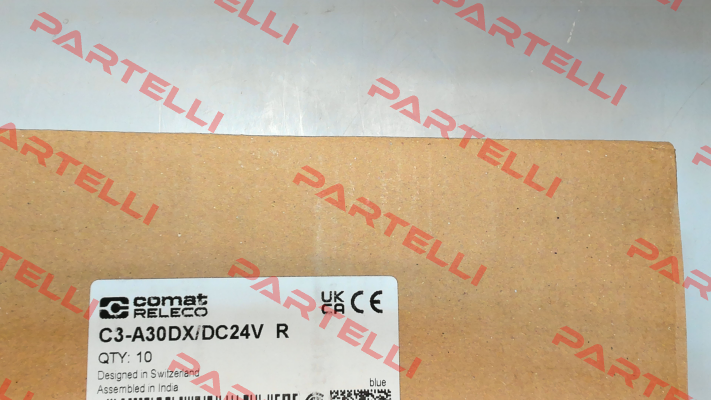 PARTELLI
PARTELLI
PARTELLI
PARTELLI
PARTELLI
PARTELLI
PARTELLI
PARTELLI
PARTELLI
PARTELLI
PARTELLI
comat
RELECO
UK
CA CE
C3-A30DX/DC24V R
QTY: 10
Designed in Switzerland
Assembled in India
blue